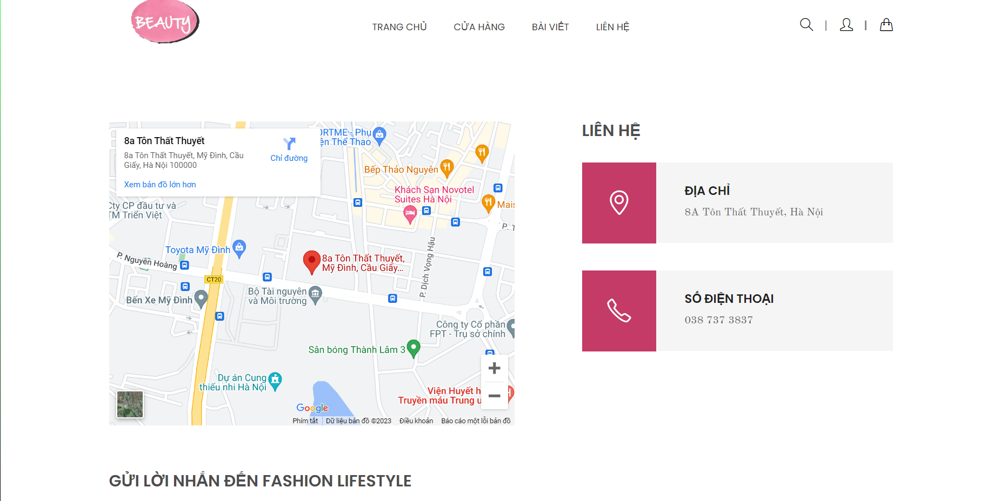 BEAUTY
TRANG CHỦ
CỬA HÀNG
BÀI VIẾT
LIÊN HỆ
8a Tôn Thất Thuyết
8a Tôn Thất Thuyết, Mỹ Đình, Cầu
Giấy, Hà Nội 100000
Chỉ đường
Xem bản đồ lớn hơn
ORTME - Phụ
ện Thể Thao
Bếp Thảo Nguyên
Khách Sạn Novotel
Suites Hà Nội
Mais
P. T
Cty CP đầu tư và
TM Triển Việt
Toyota Mỹ Đình
P. Nguyễn Hoàng
8a Tôn Thất Thuyết,
Mỹ Đình, Cầu Giấy...
P. Dịch Vọng Hậu
CT20
Bộ Tài nguyên
và Môi trường
Bến Xe Mỹ Đình
Công ty Cổ phần
FPT - Trụ sở chính
Sân bóng Thành Lâm 3
Dự án Cung
thiếu nhi Hà Nội
Viện Huyết h
Truyền máu Trung ư
Google
Phím tắt
Dữ liệu bản đồ ©2023
Điều khoản
Báo cáo một lỗi bản đồ
LIÊN HỆ
ĐỊA CHỈ
8A Tôn Thất Thuyết, Hà Nội
SỐ ĐIỆN THOẠI
038 737 3837
GỬI LỜI NHẮN ĐẾN FASHION LIFESTYLE